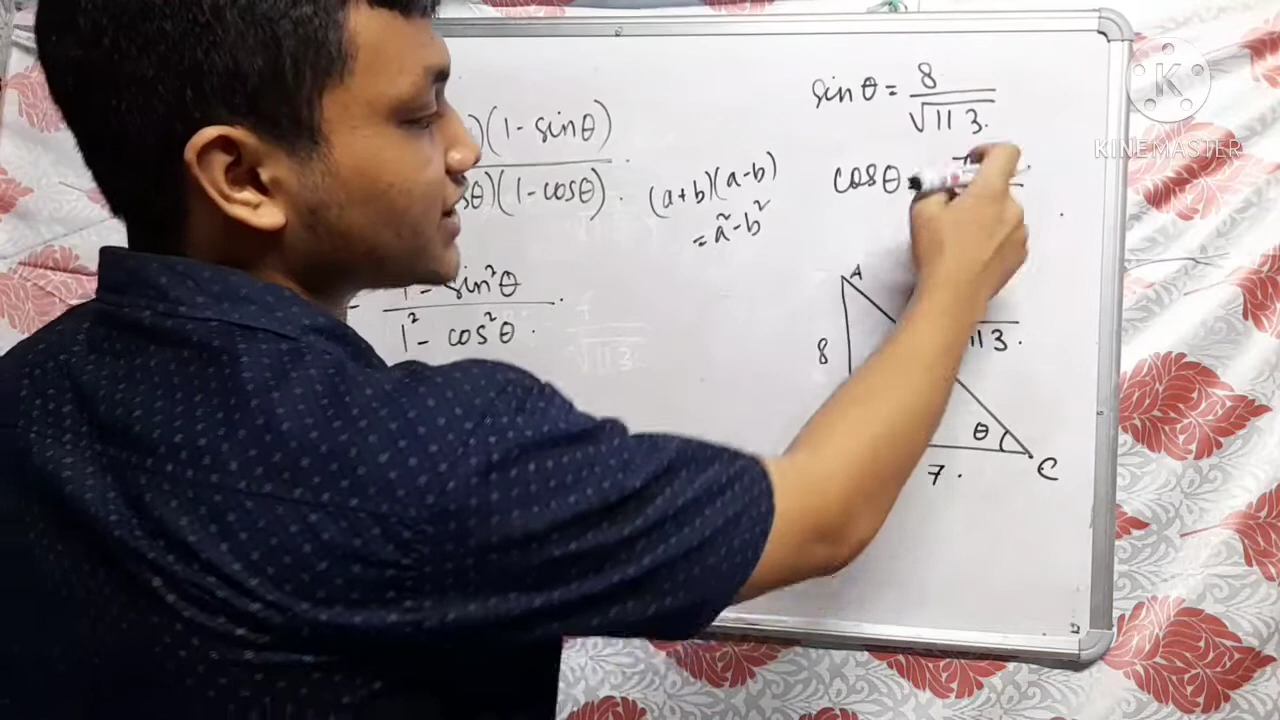 )(1 - sinθ)
θ)(1 - cosθ).
(a+b)(a-b)
= a² - b²
1 - sin²θ
1² - cos²θ.
sinθ = 8
√113.
cosθ
A
8
113.
θ
7.
C
K
KINEMASTER